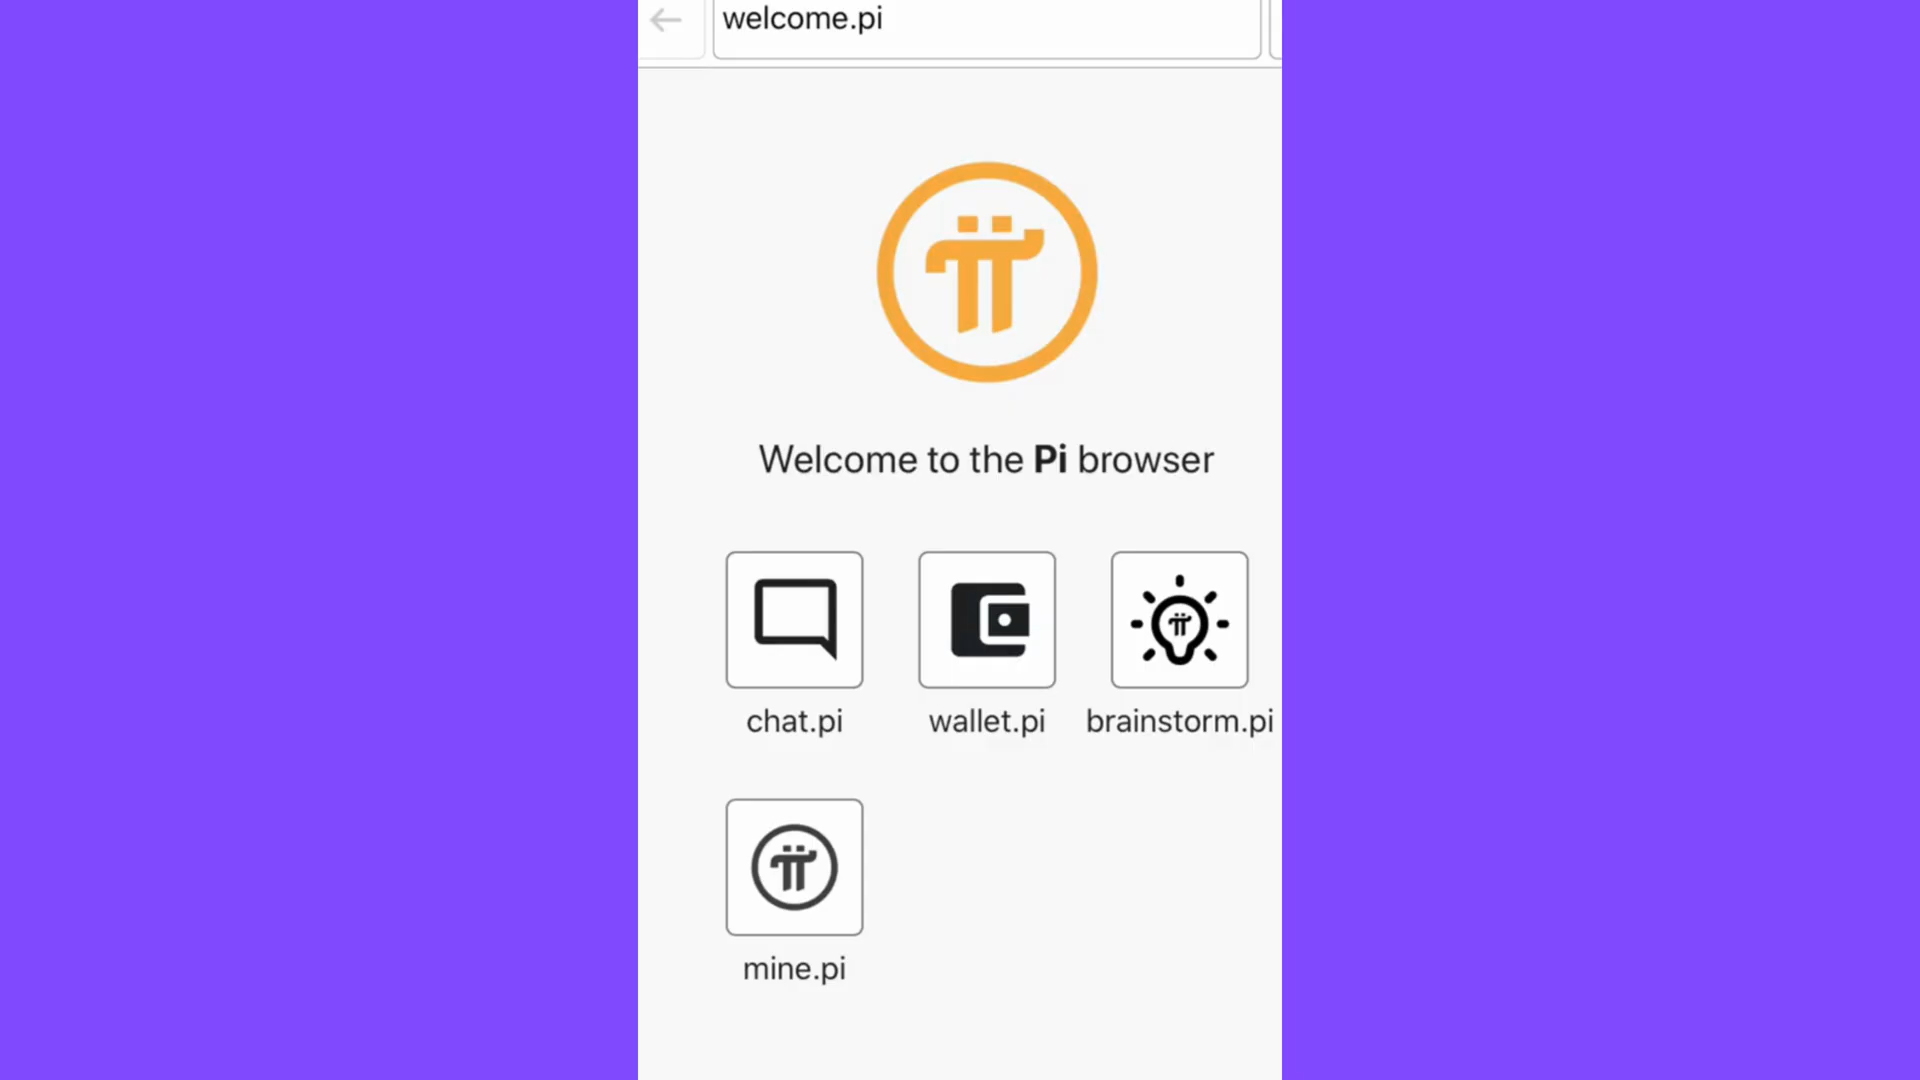 welcome.pi
Welcome to the Pi browser
chat.pi
wallet.pi
brainstorm.pi
mine.pi